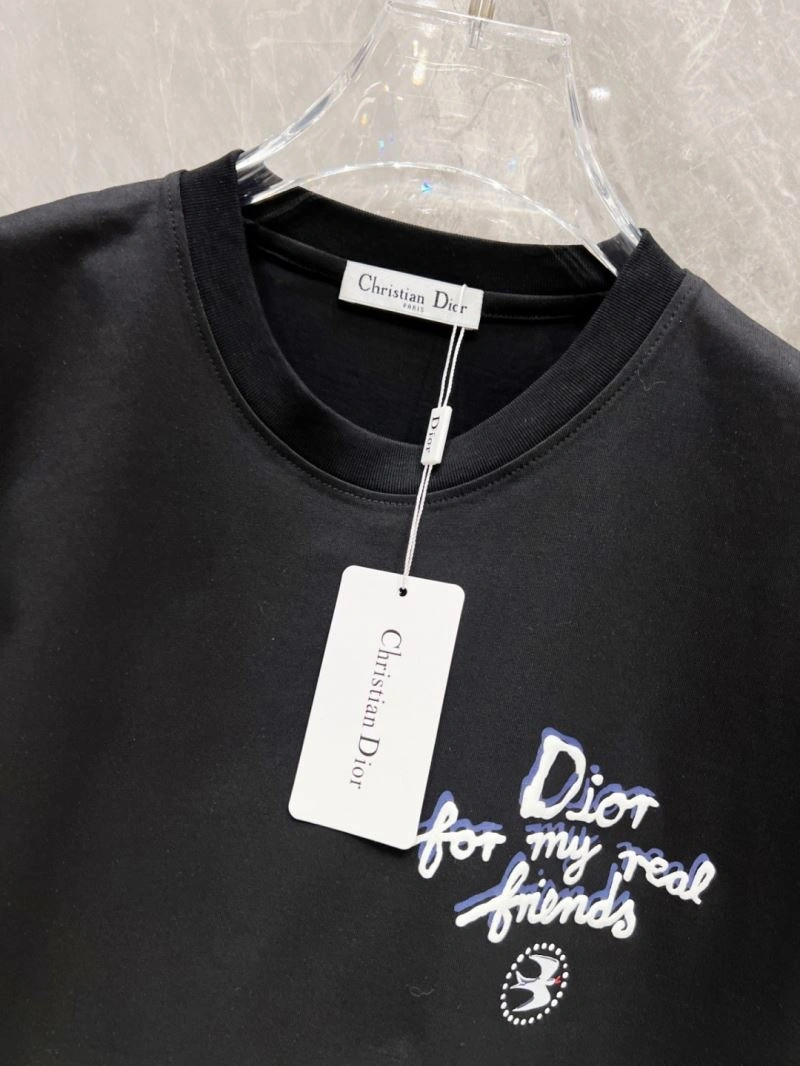 Christian Dior
PARIS
Dior
Christian Dior
Dior
for my real
friends